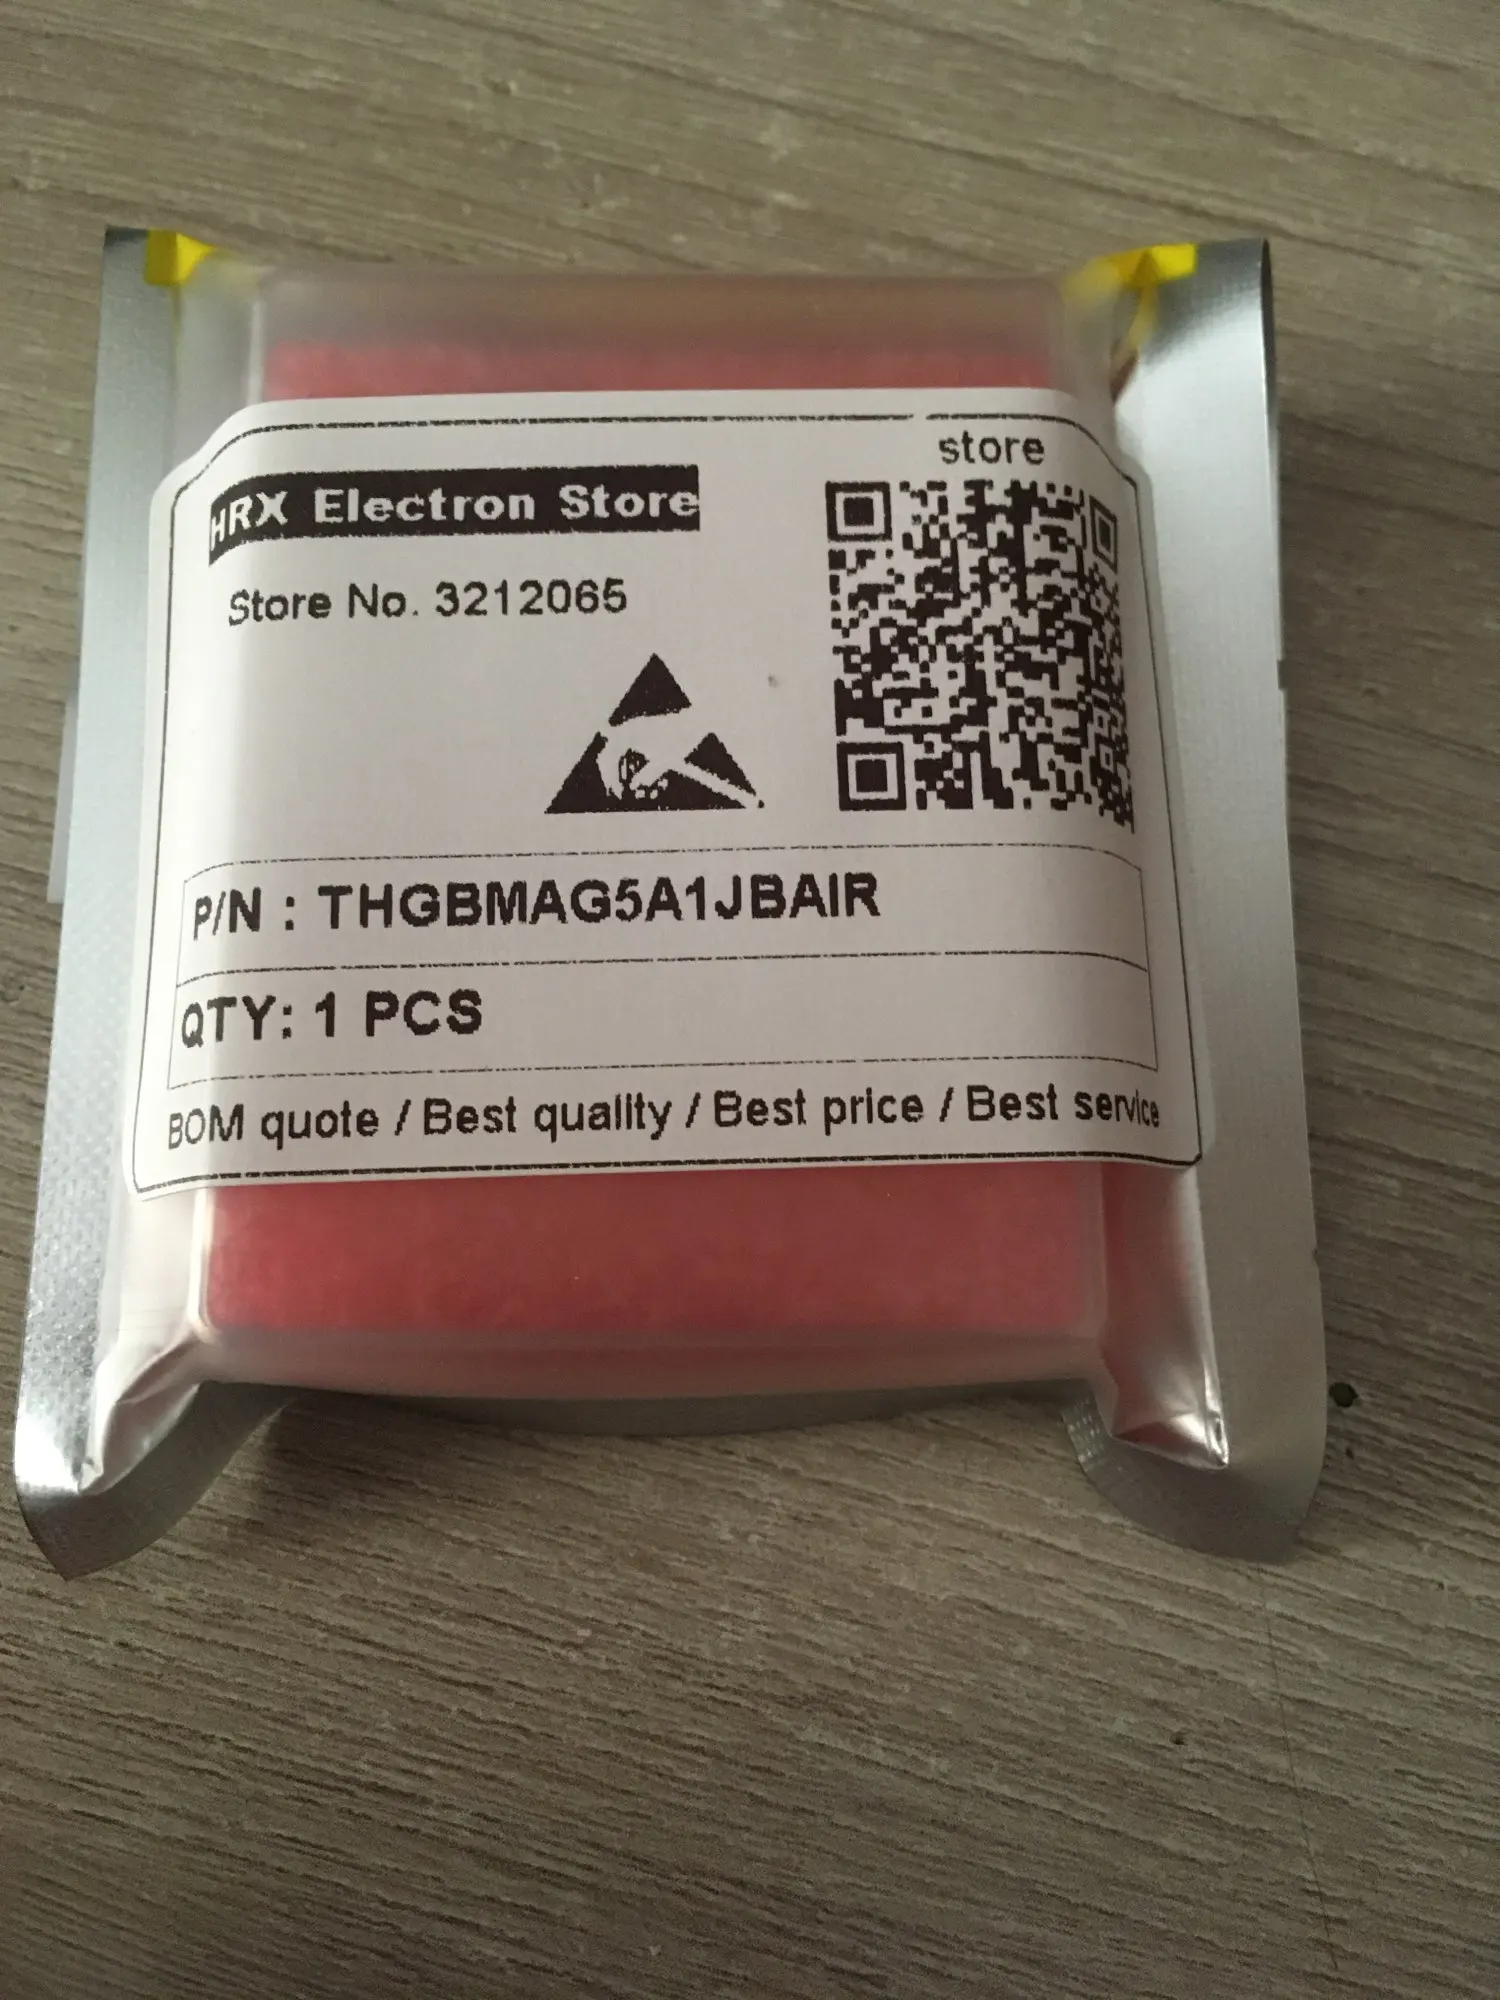 store
HRX Electron Store
Store No. 3212065
P/N : THGBMAG5A1JBAIR
QTY: 1 PCS
BOM quote / Best quality / Best price / Best service